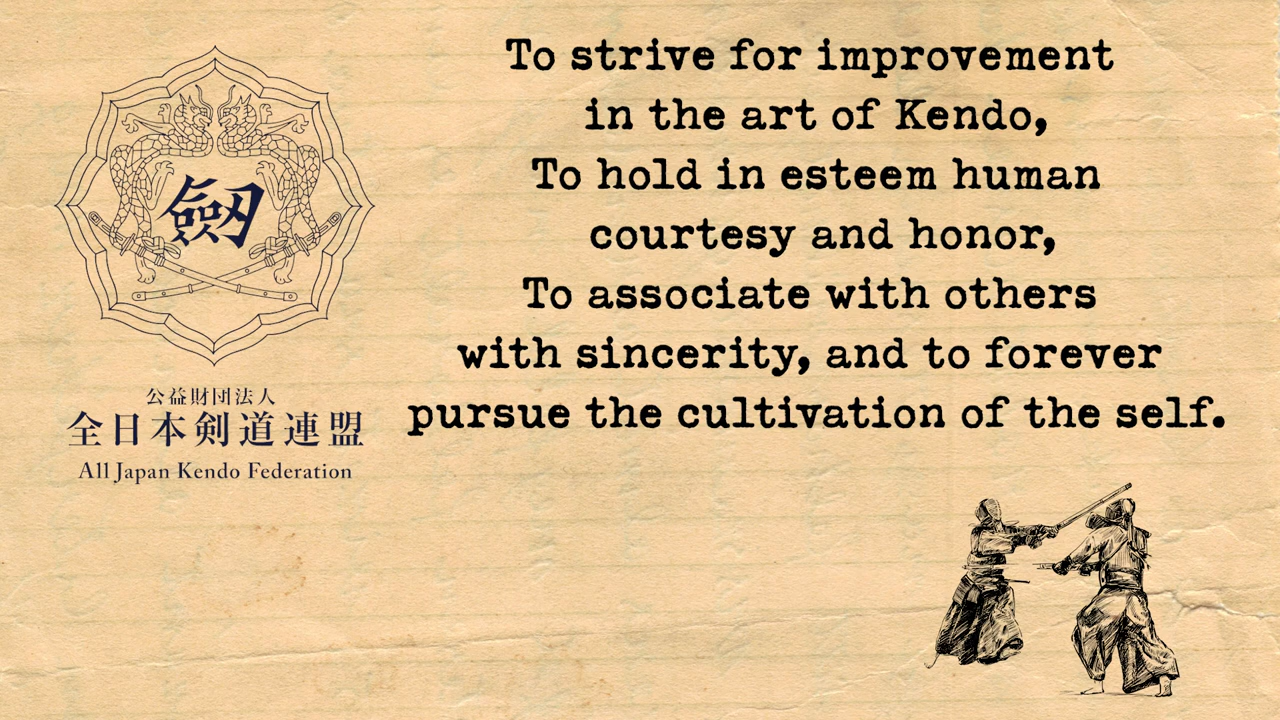 劒
公益財団法人
全日本剣道連盟
All Japan Kendo Federation
To strive for improvement
in the art of Kendo,
To hold in esteem human
courtesy and honor,
To associate with others
with sincerity, and to forever
pursue the cultivation of the self.